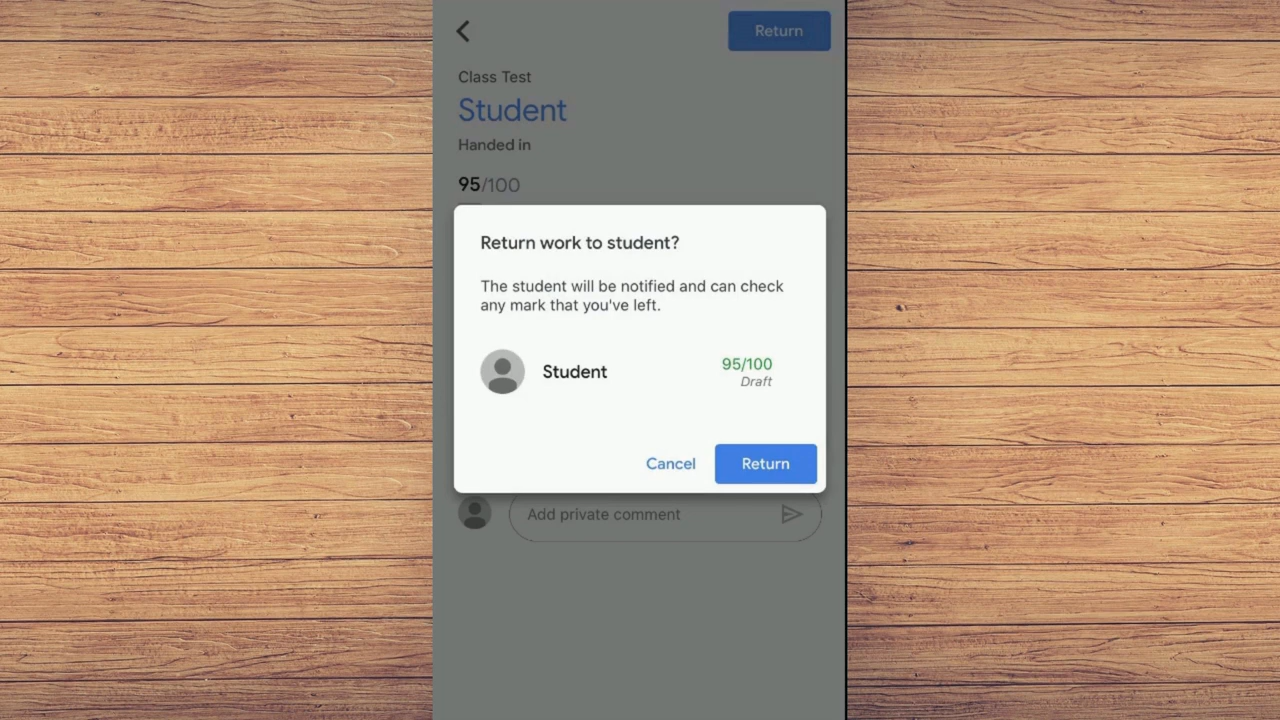 Return
Class Test
Student
Handed in
95/100
Return work to student?
The student will be notified and can check
any mark that you've left.
Student
95/100
Draft
Cancel
Return
Add private comment